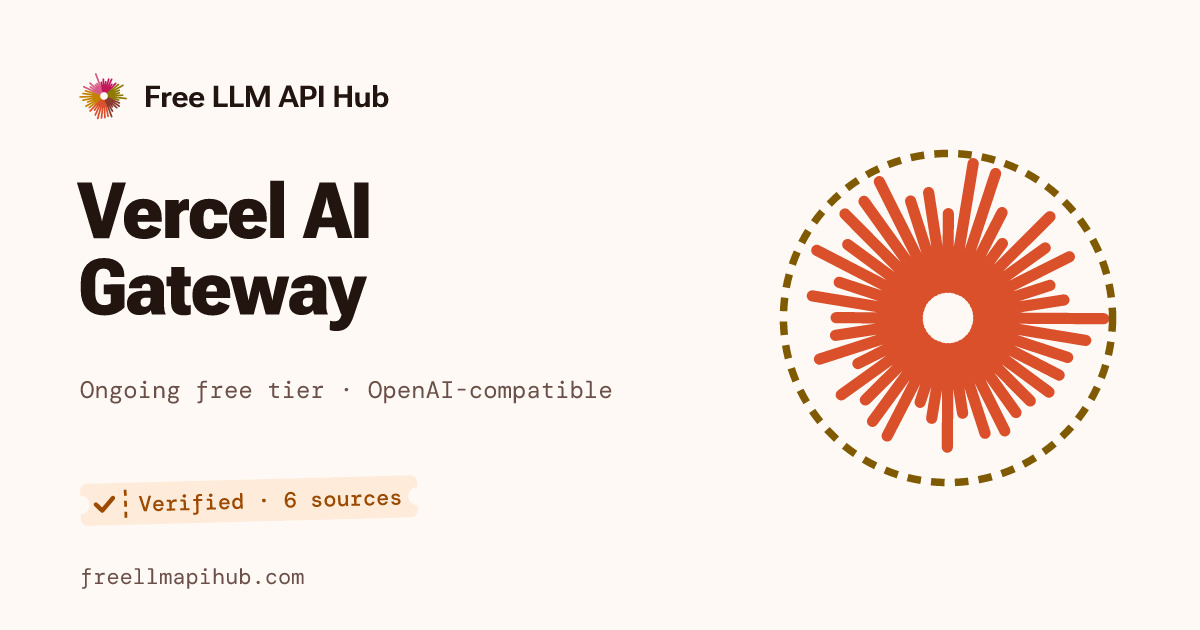 Free LLM API Hub
Vercel AI
Gateway
Ongoing free tier · OpenAI-compatible
Verified · 6 sources
freellmapihub.com